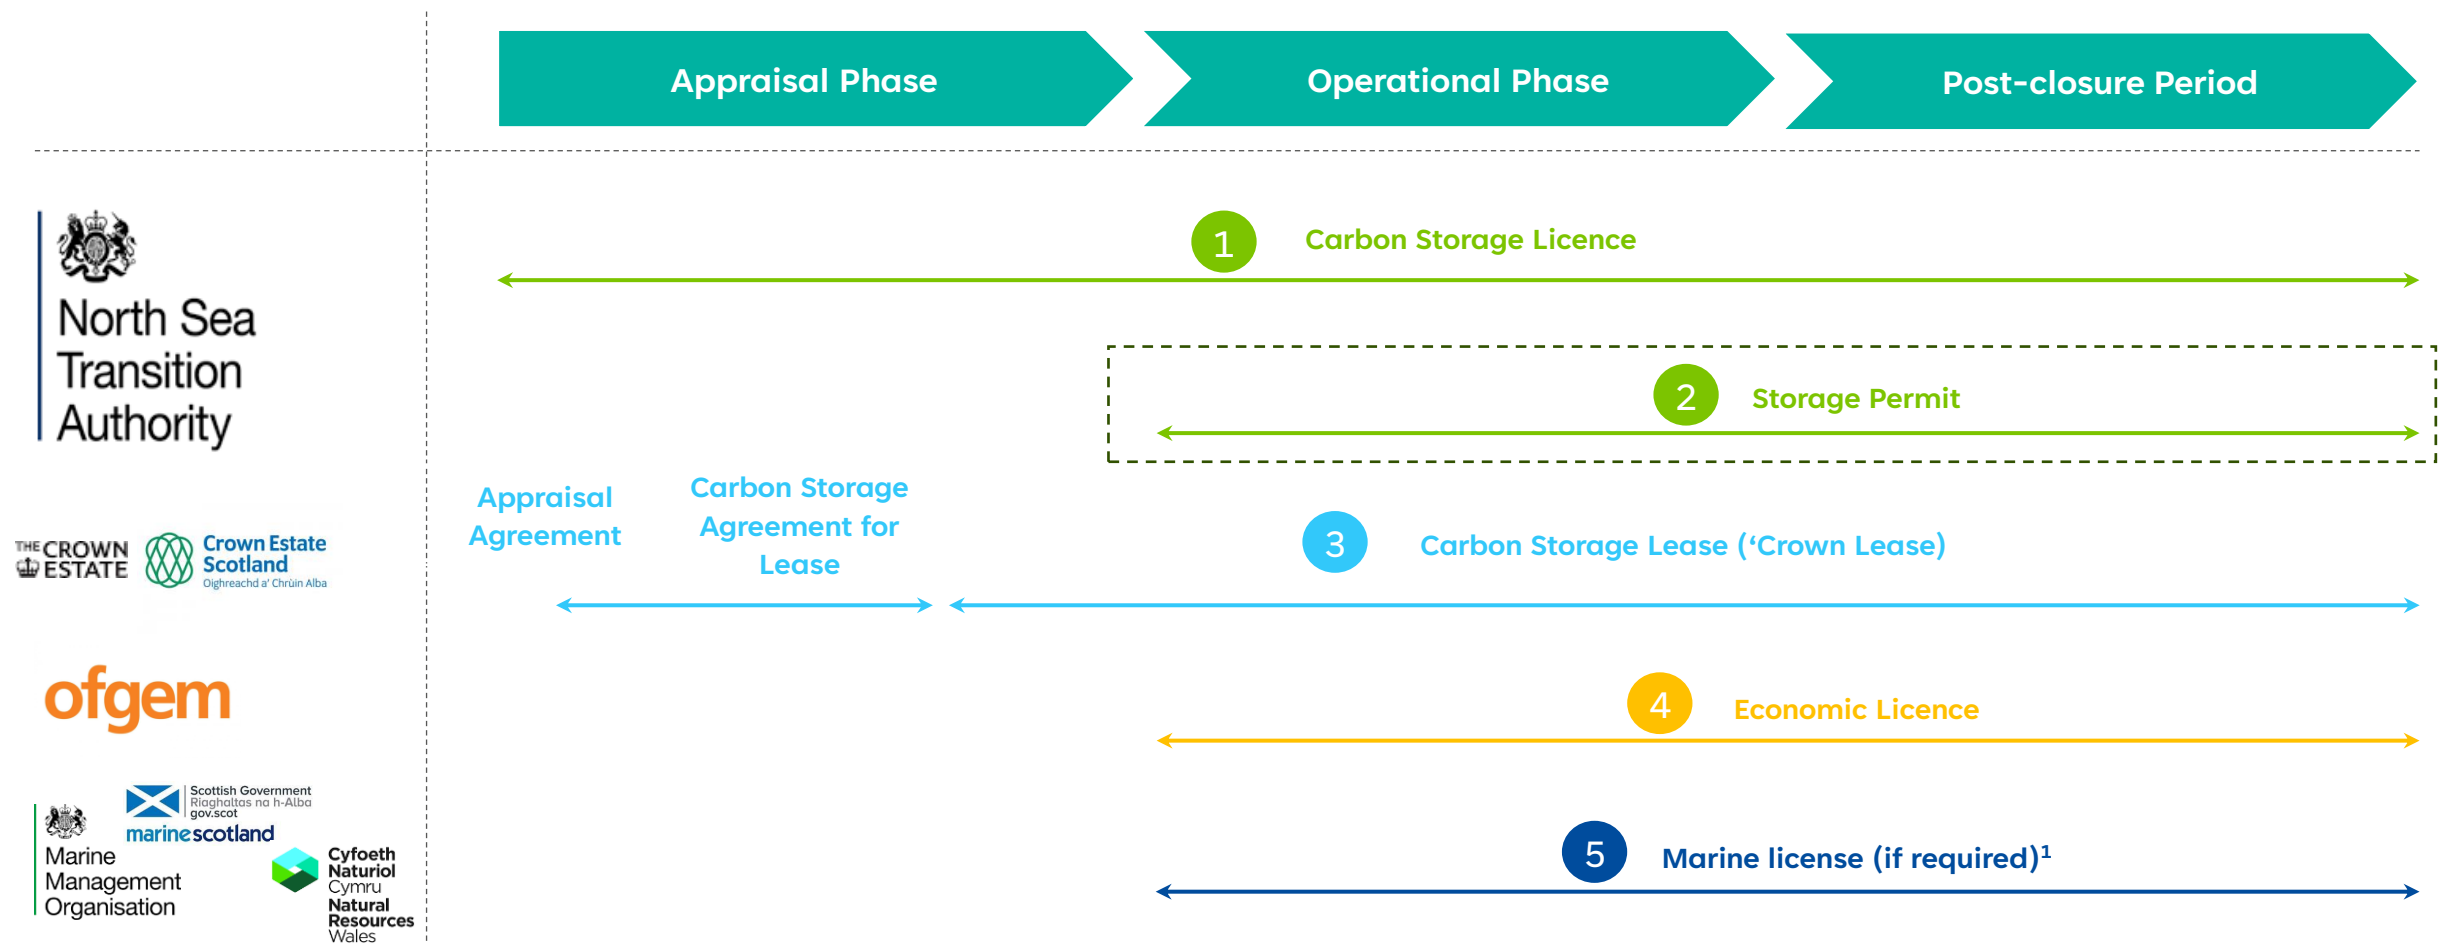 Appraisal Phase
Operational Phase
Post-closure Period
North Sea
Transition
Authority
1
Carbon Storage Licence
2
Storage Permit
THE CROWN
ESTATE
Crown Estate
Scotland
Oighreachd a' Chrùin Alba
Appraisal
Agreement
Carbon Storage
Agreement for
Lease
3
Carbon Storage Lease (‘Crown Lease)
ofgem
4
Economic Licence
Scottish Government
Riaghaltas na h-Alba
gov.scot
marinescotland
Marine
Management
Organisation
Cyfoeth
Naturiol
Cymru
Natural
Resources
Wales
5
Marine license (if required)¹